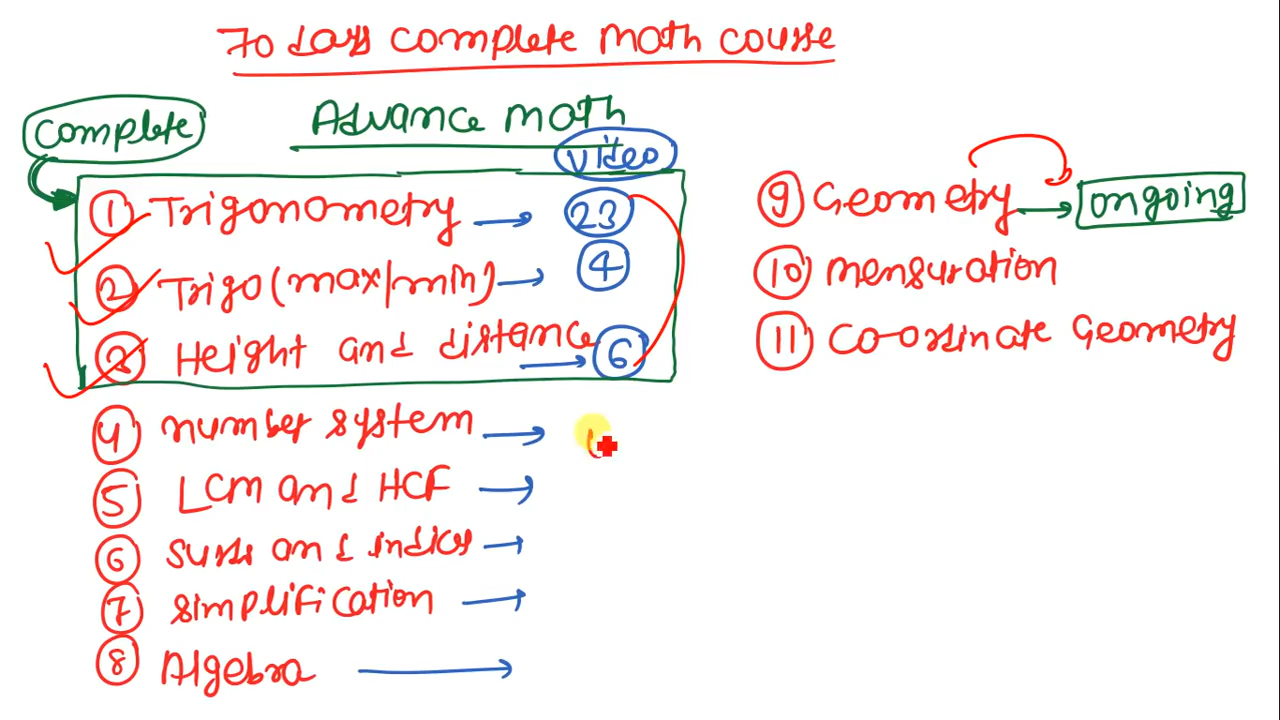 70 days complete math course
complete
Advance math
video
① Trigonometry → 23
② Trigo (max/min) → 4
③ Height and distance → 6
④ number system →
⑤ LCM and HCF →
⑥ surds and indices →
⑦ simplification →
⑧ Algebra →
⑨ Geometry → ongoing
⑩ mensuration
⑪ co-ordinate Geometry